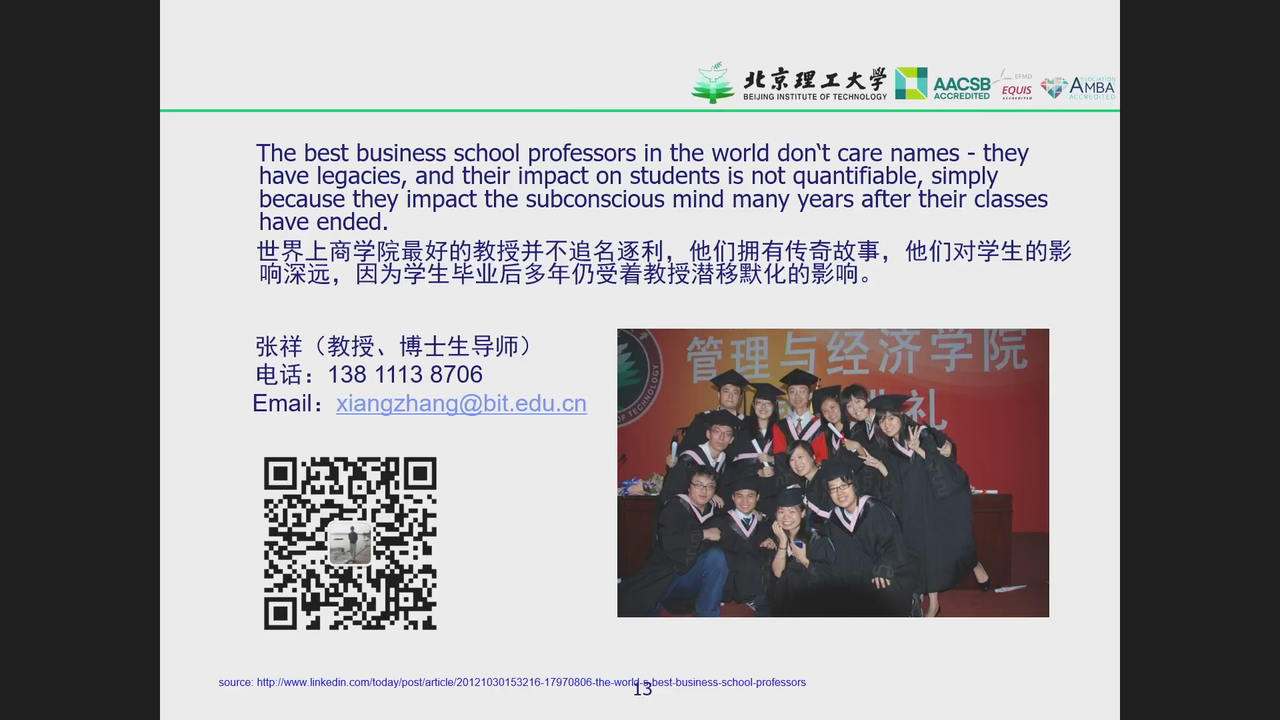 北京理工大学
BEIJING INSTITUTE OF TECHNOLOGY
AACSB
ACCREDITED
EFMD
EQUIS
ACCREDITED
ASSOCIATION
AMBA
ACCREDITED
The best business school professors in the world don‘t care names - they
have legacies, and their impact on students is not quantifiable, simply
because they impact the subconscious mind many years after their classes
have ended.
世界上商学院最好的教授并不追名逐利，他们拥有传奇故事，他们对学生的影
响深远，因为学生毕业后多年仍受着教授潜移默化的影响。
张祥（教授、博士生导师）
电话：138 1113 8706
Email：xiangzhang@bit.edu.cn
管理与经济学院
礼
OF TECHNOLOGY
source: http://www.linkedin.com/today/post/article/20121030153216-17970806-the-world-s-best-business-school-professors
13